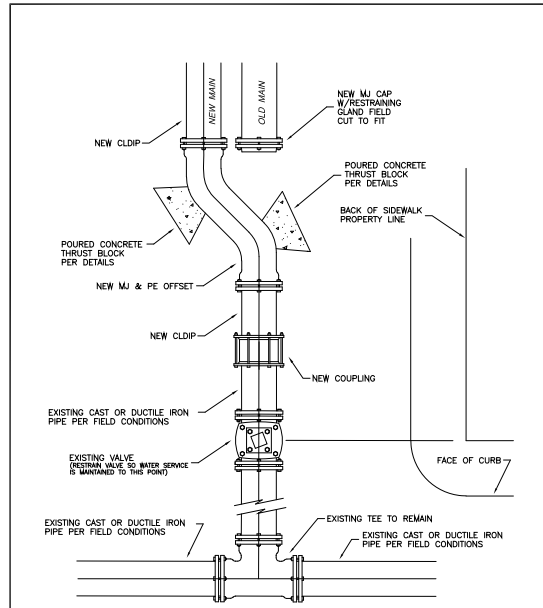 NEW MAIN
OLD MAIN
NEW MJ CAP
W/RESTRAINING
GLAND FIELD
CUT TO FIT
NEW CLDIP
POURED CONCRETE
THRUST BLOCK
PER DETAILS
BACK OF SIDEWALK
PROPERTY LINE
POURED CONCRETE
THRUST BLOCK
PER DETAILS
NEW MJ & PE OFFSET
NEW CLDIP
NEW COUPLING
EXISTING CAST OR DUCTILE IRON
PIPE PER FIELD CONDITIONS
EXISTING VALVE
(RESTRAIN VALVE SO WATER SERVICE
IS MAINTAINED TO THIS POINT)
FACE OF CURB
EXISTING CAST OR DUCTILE IRON
PIPE PER FIELD CONDITIONS
EXISTING TEE TO REMAIN
EXISTING CAST OR DUCTILE IRON
PIPE PER FIELD CONDITIONS